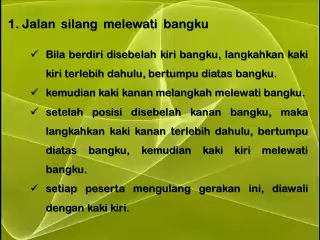 1. Jalan silang melewati bangku
✓ Bila berdiri disebelah kiri bangku, langkahkan kaki
kiri terlebih dahulu, bertumpu diatas bangku.
✓ kemudian kaki kanan melangkah melewati bangku.
✓ setelah posisi disebelah kanan bangku, maka
langkahkan kaki kanan terlebih dahulu, bertumpu
diatas bangku, kemudian kaki kiri melewati
bangku.
✓ setiap peserta mengulang gerakan ini, diawali
dengan kaki kiri.